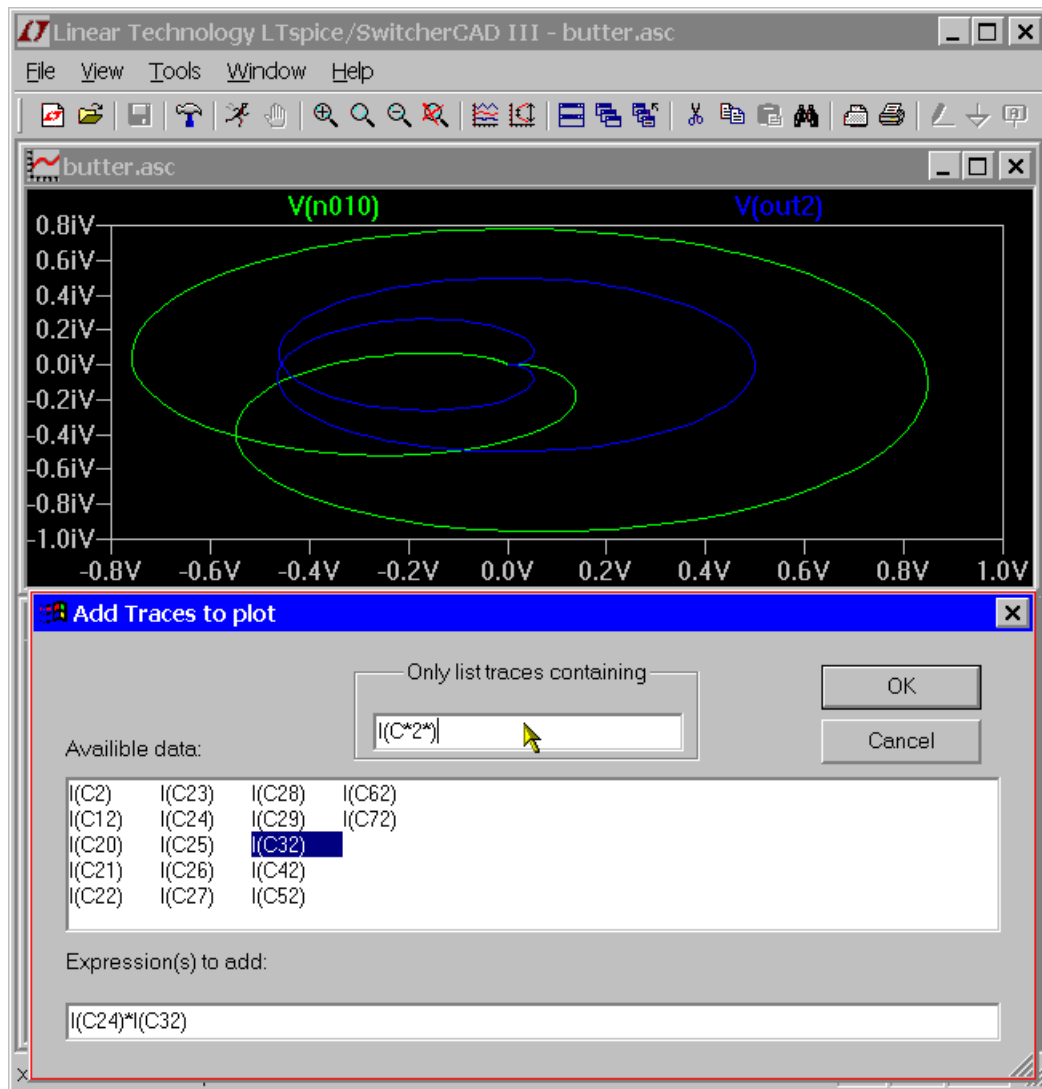 Linear Technology LTspice/SwitcherCAD III - butter.asc
File View Tools Window Help
butter.asc
V(n010) V(out2)
0.8iV
0.6iV
0.4iV
0.2iV
0.0iV
-0.2iV
-0.4iV
-0.6iV
-0.8iV
-1.0iV
-0.8V -0.6V -0.4V -0.2V 0.0V 0.2V 0.4V 0.6V 0.8V 1.0V
Add Traces to plot
Only list traces containing
OK
I(C*2*)
Cancel
Availible data:
I(C2) I(C23) I(C28) I(C62)
I(C12) I(C24) I(C29) I(C72)
I(C20) I(C25) I(C32)
I(C21) I(C26) I(C42)
I(C22) I(C27) I(C52)
Expression(s) to add:
I(C24)*I(C32)
x